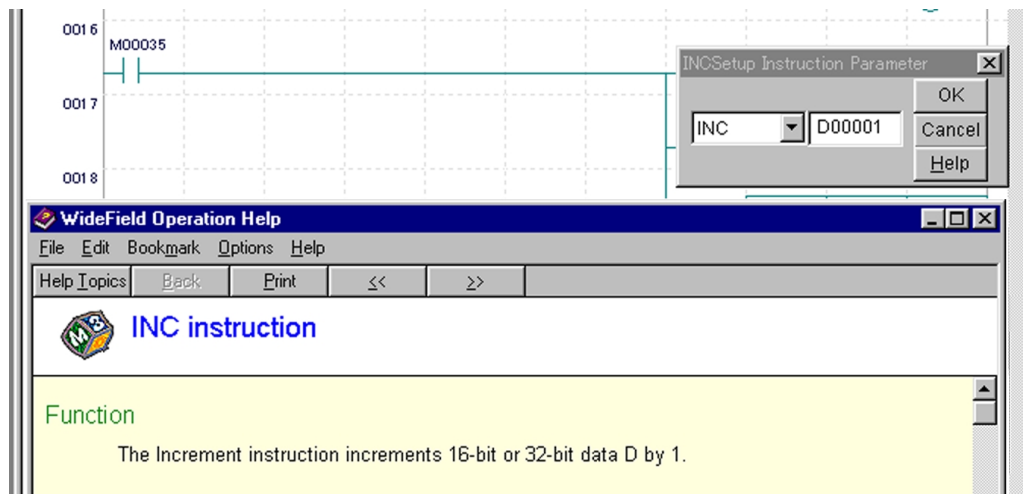 0016
M00035
INCSetup Instruction Parameter
OK
0017
INC D00001 Cancel
Help
0018
WideField Operation Help
File Edit Bookmark Options Help
Help Topics Back Print << >>
INC instruction
Function
The Increment instruction increments 16-bit or 32-bit data D by 1.